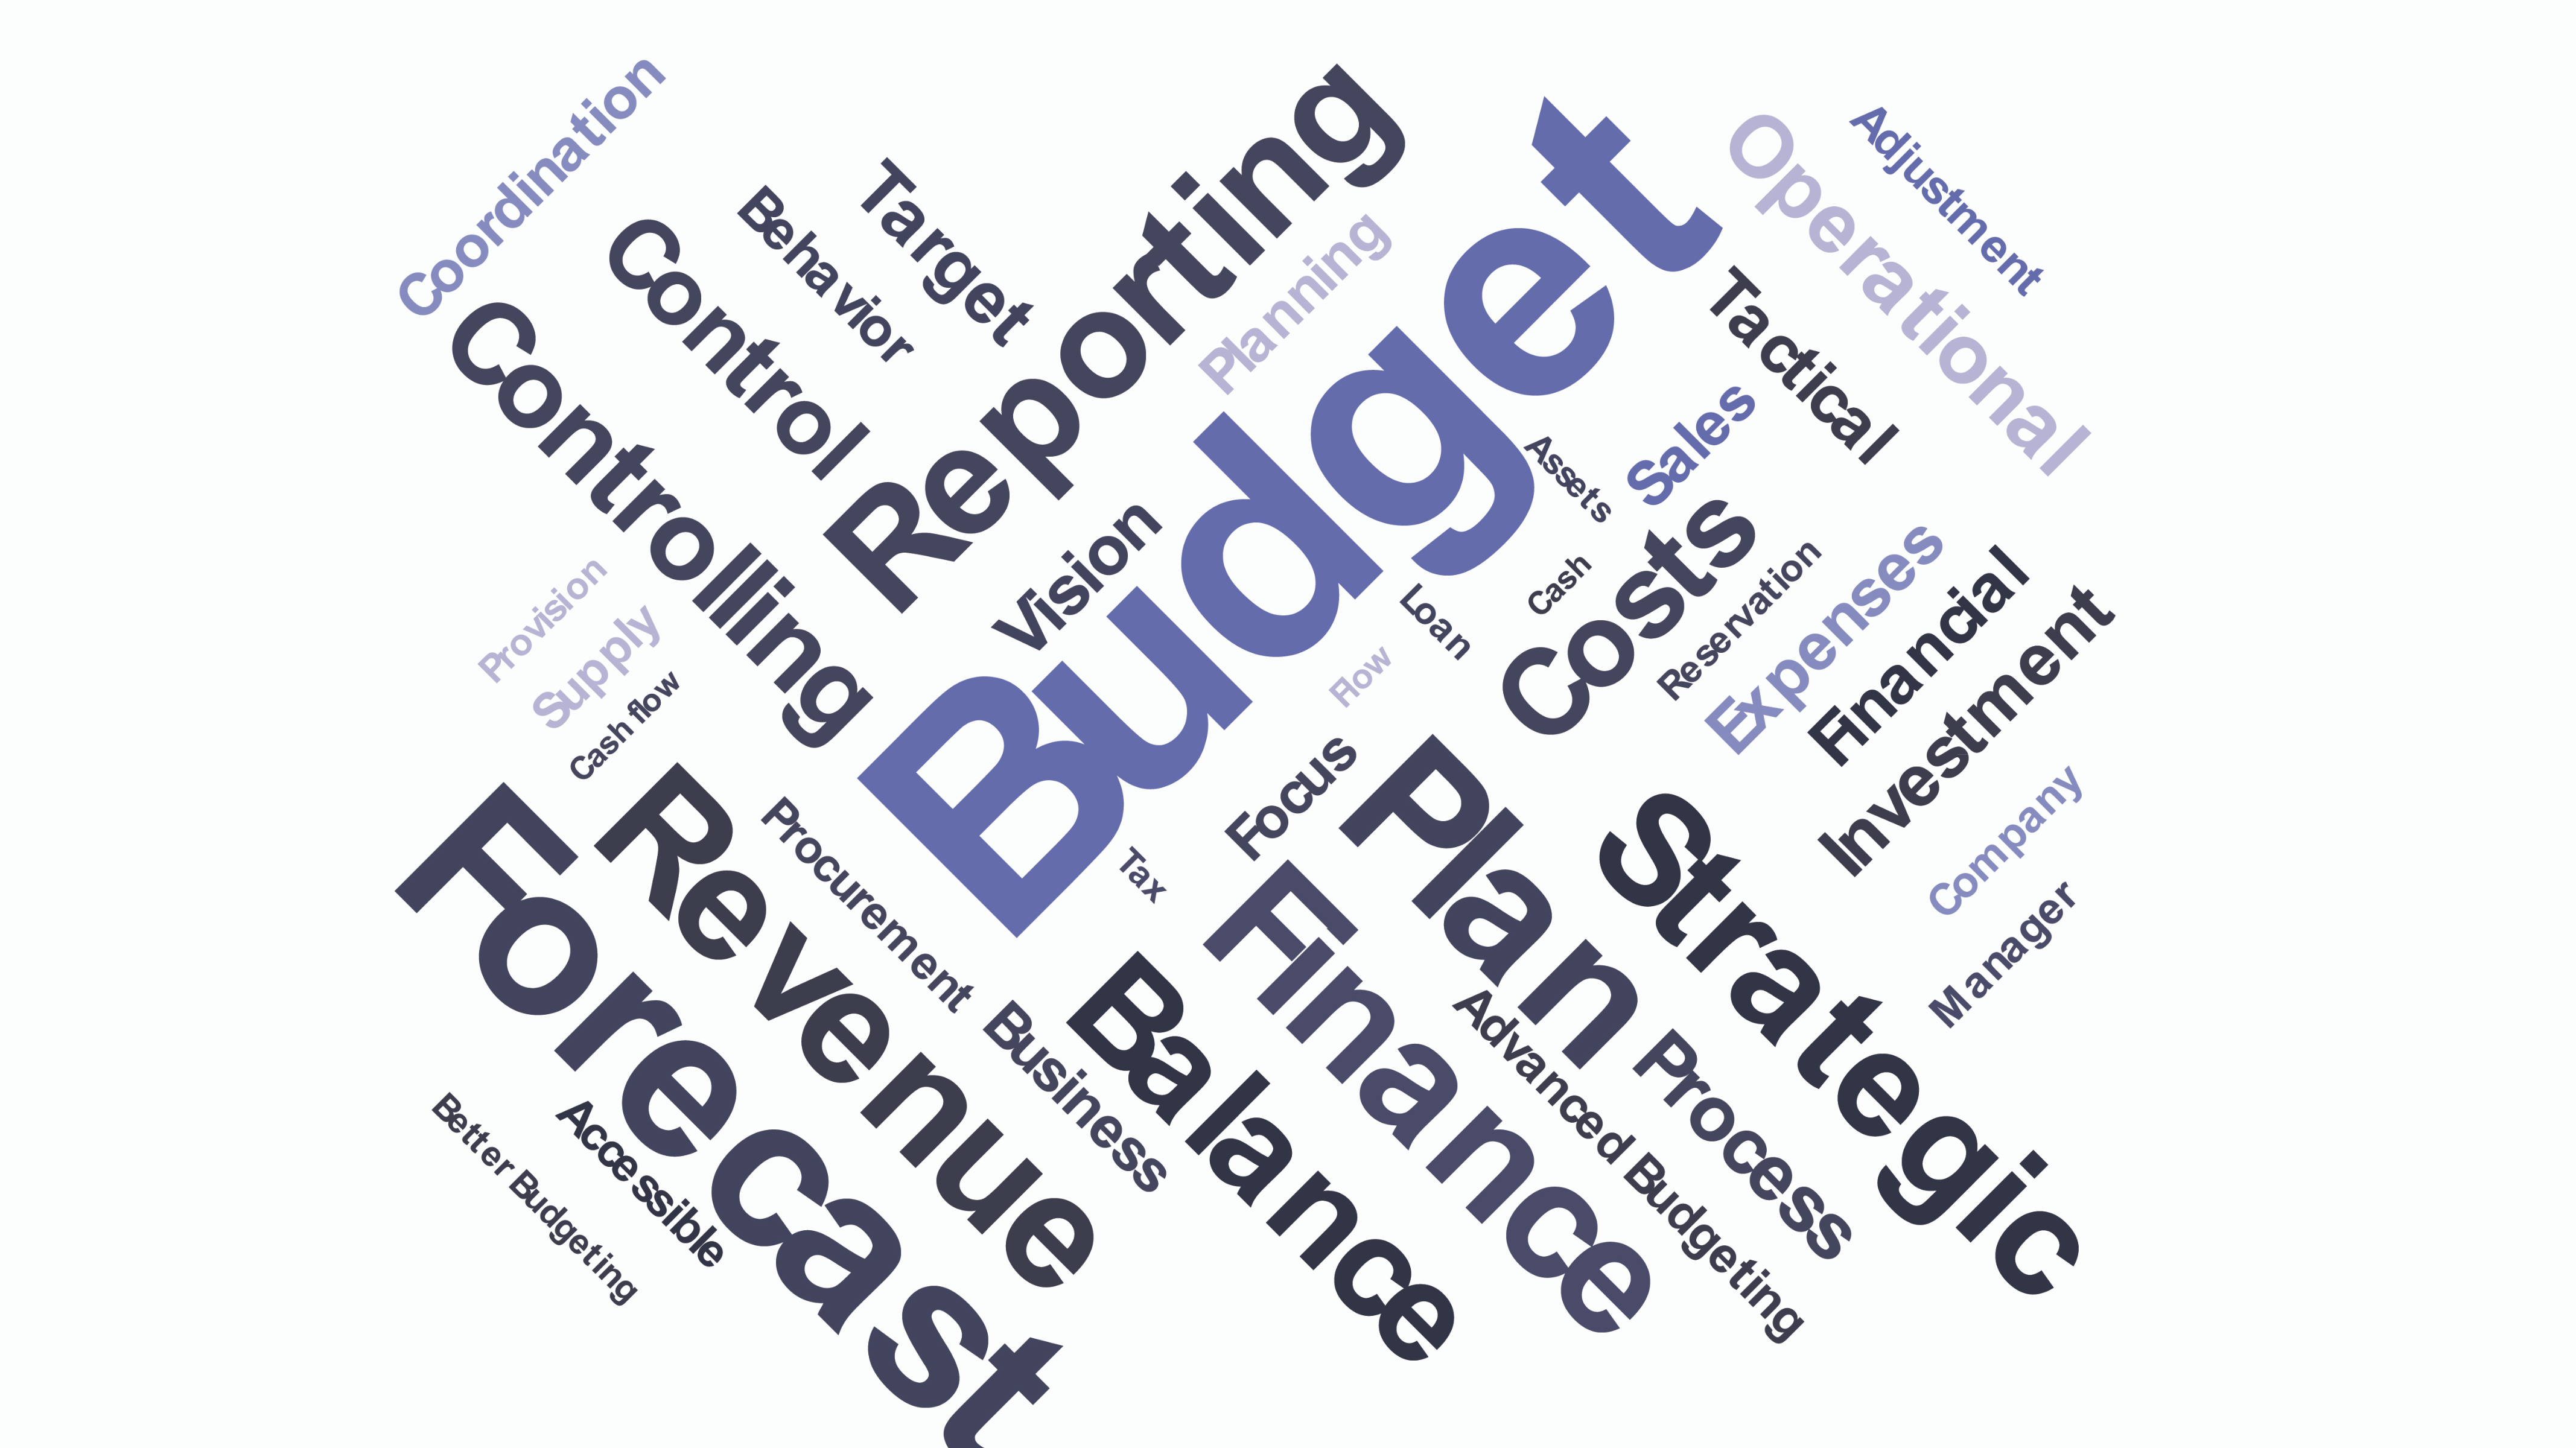 Coordination
Reporting
Adjustment
Operational
Target
Behavior
Control
Planning
Budget
Tactical
Controlling
Sales
Assets
Vision
Costs
Cash
Reservation
Expenses
Financial
Investment
Provision
Supply
Cash flow
Loan
Flow
Focus
Plan
Strategic
Company
Manager
Forecast
Revenue
Procurement
Tax
Finance
Balance
Business
Advanced Budgeting
Process
Accessible
Better Budgeting